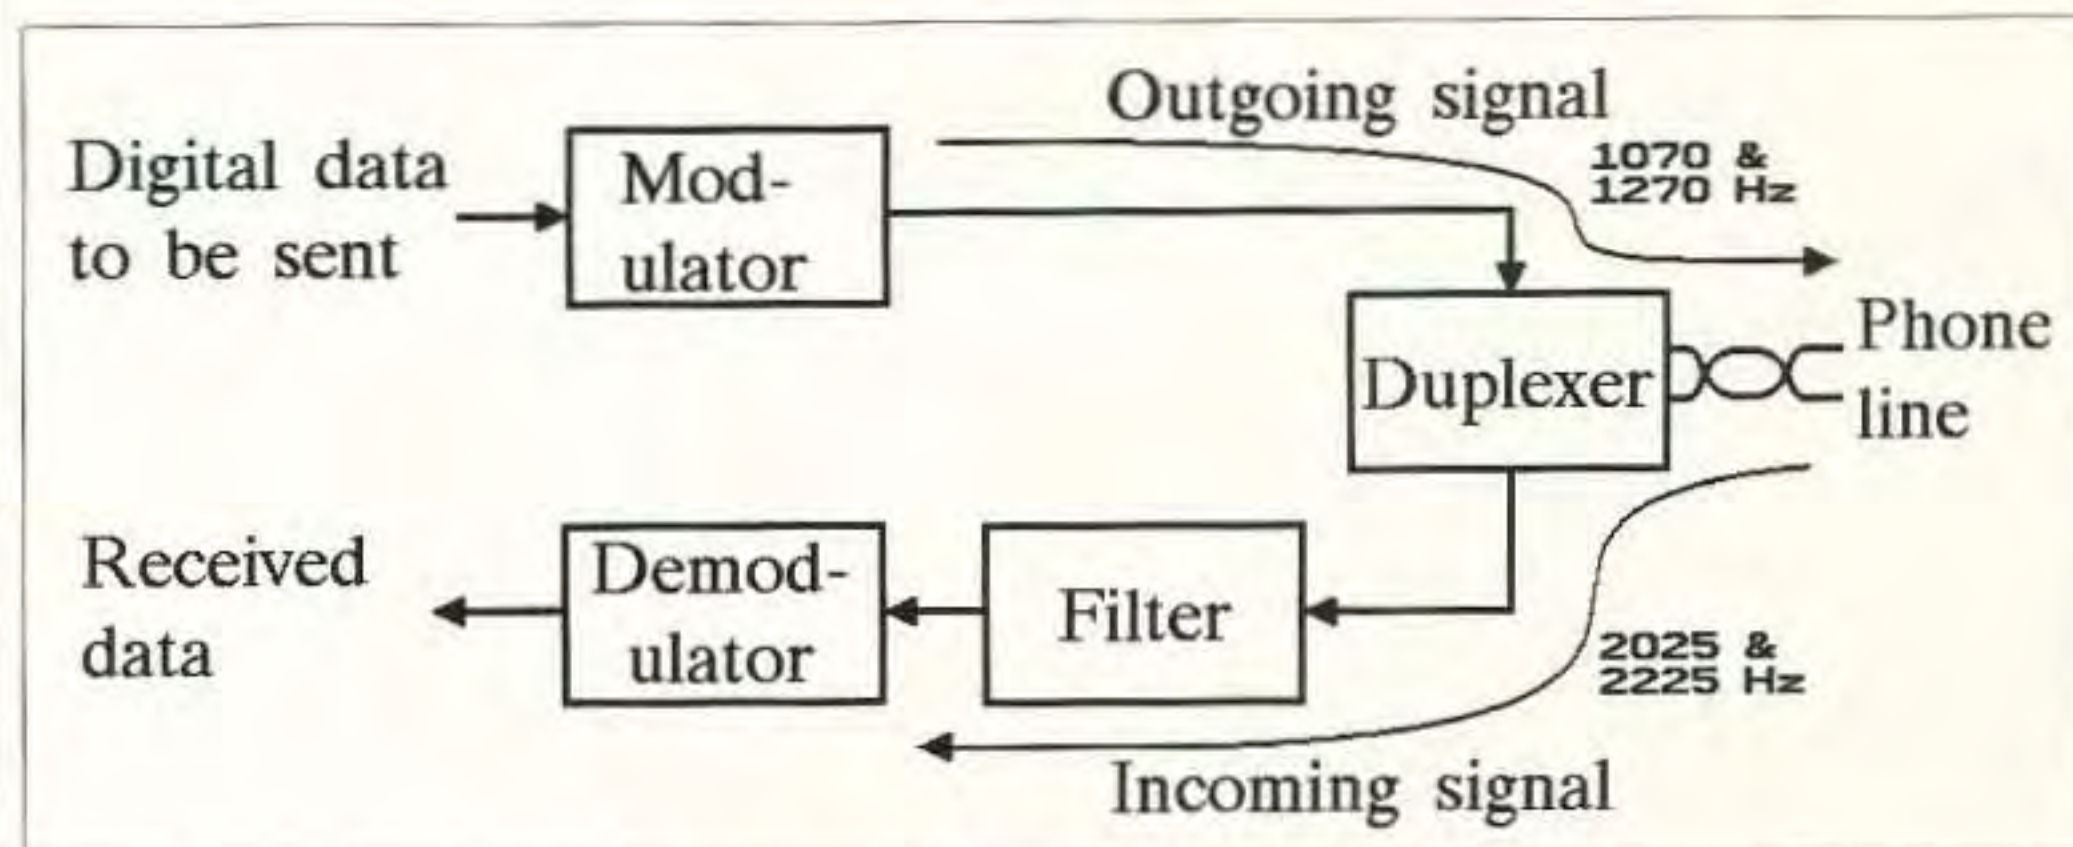 Outgoing signal
1070 &
1270 Hz
Digital data
to be sent
Mod-
ulator
Duplexer
Phone
line
Received
data
Demod-
ulator
Filter
2025 &
2225 Hz
Incoming signal